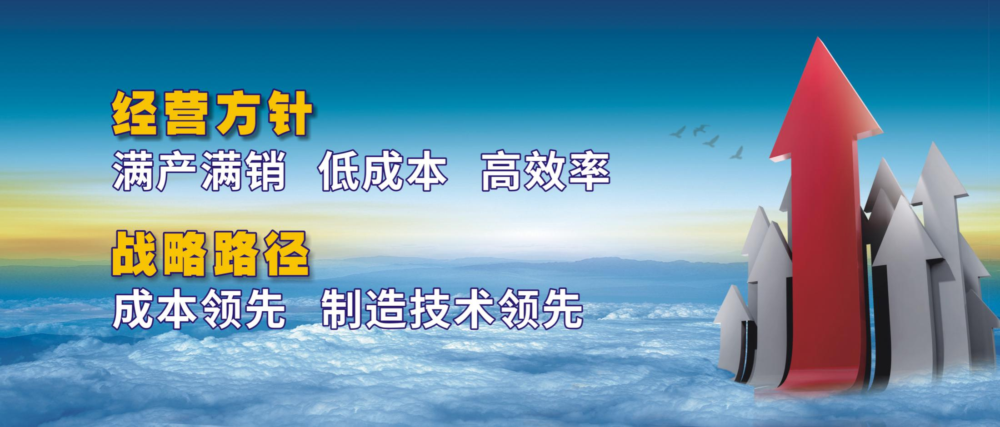 经营方针
满产满销 低成本 高效率
战略路径
成本领先 制造技术领先